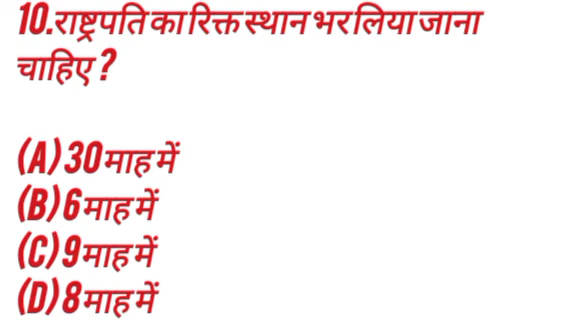 10.राष्ट्रपति का रिक्त स्थान भर लिया जाना
चाहिए ?
(A) 30 माह में
(B) 6 माह में
(C) 9 माह में
(D) 8 माह में